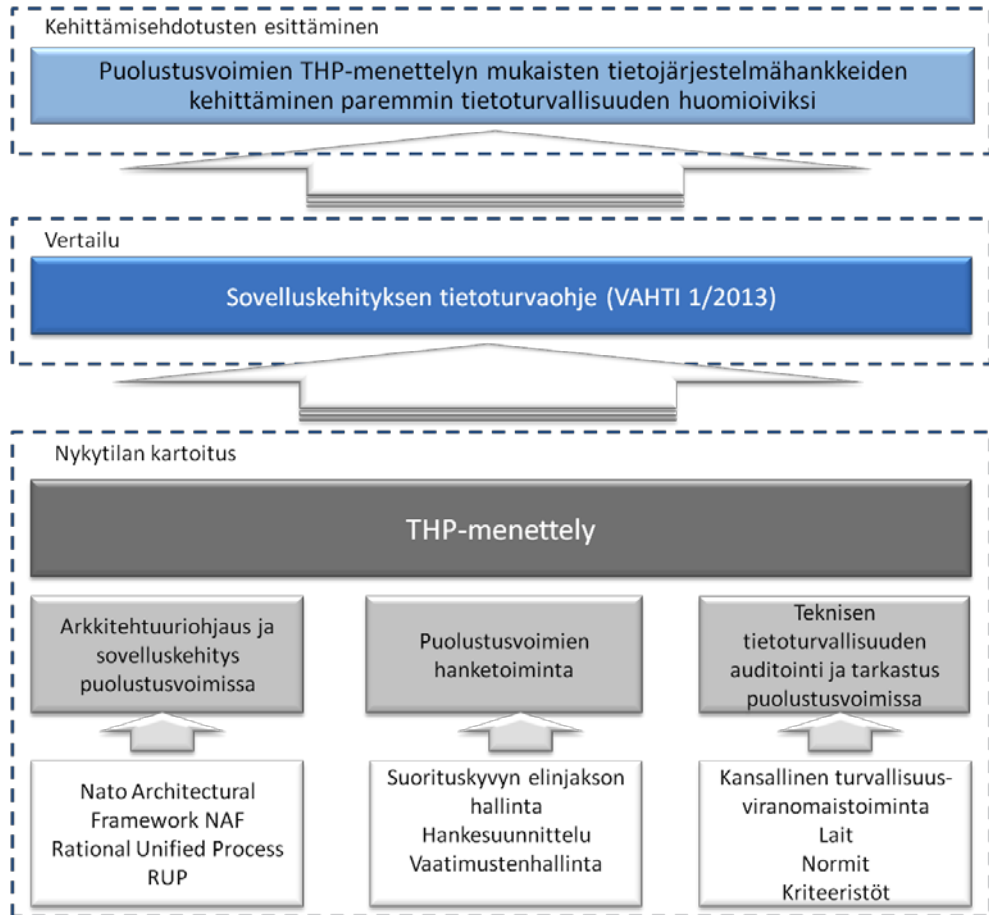 Kehittämisehdotusten esittäminen
Puolustusvoimien THP-menettelyn mukaisten tietojärjestelmähankkeiden
kehittäminen paremmin tietoturvallisuuden huomioiviksi
Vertailu
Sovelluskehityksen tietoturvaohje (VAHTI 1/2013)
Nykytilan kartoitus
THP-menettely
Arkkitehtuuriohjaus ja
sovelluskehitys
puolustusvoimissa
Puolustusvoimien
hanketoiminta
Teknisen
tietoturvallisuuden
auditointi ja tarkastus
puolustusvoimissa
Nato Architectural
Framework NAF
Rational Unified Process
RUP
Suorituskyvyn elinjakson
hallinta
Hankesuunnittelu
Vaatimustenhallinta
Kansallinen turvallisuus-
viranomaistoiminta
Lait
Normit
Kriteeristöt